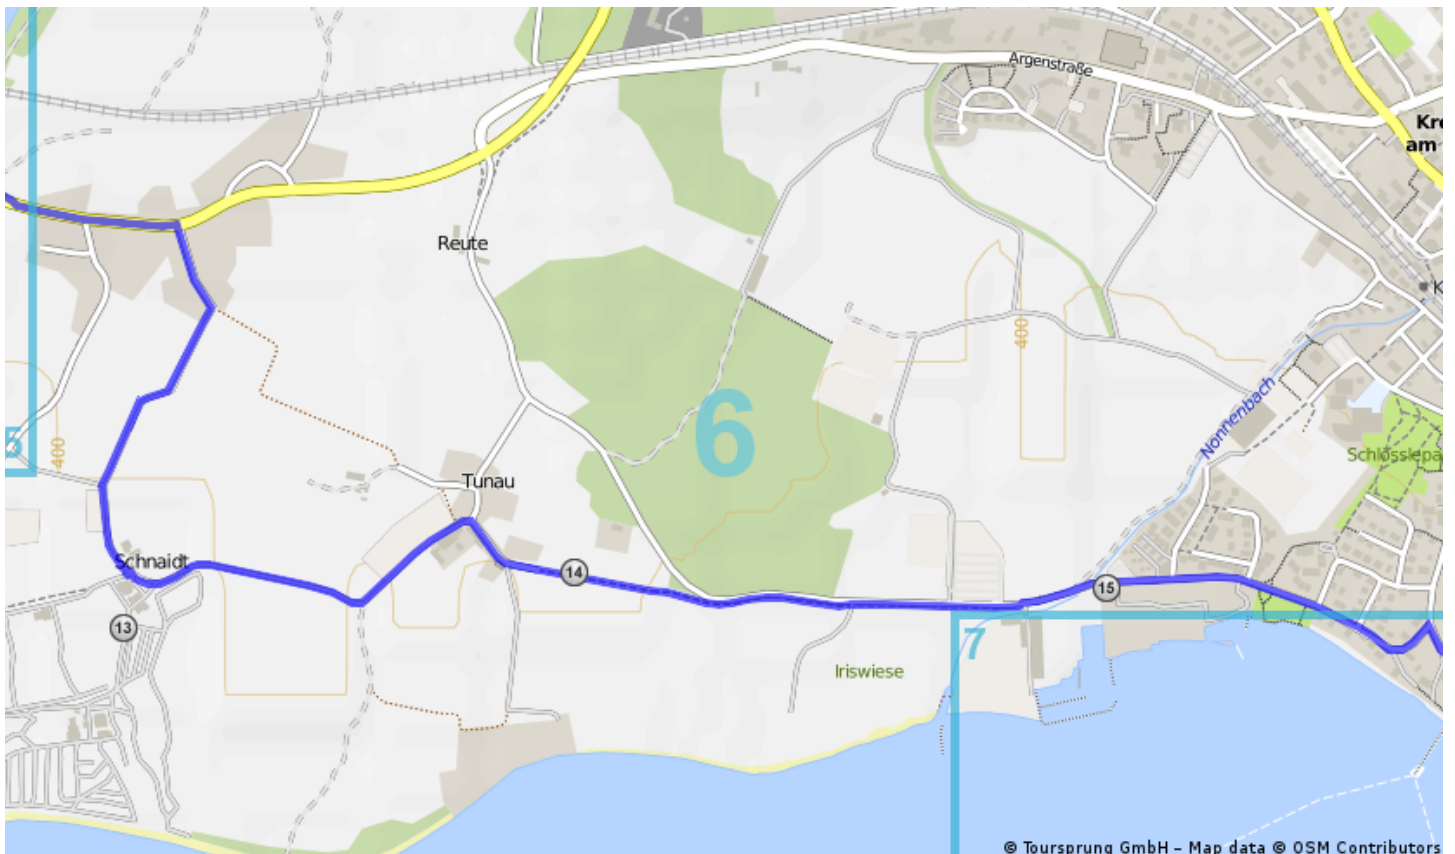 Argenstraße
Kre
am
Reute
K
400
400
6
5
Nonnenbach
Schlösslepa
Tunau
Schnaidt
14
15
13
7
Iriswiese
© Toursprung GmbH – Map data © OSM Contributors